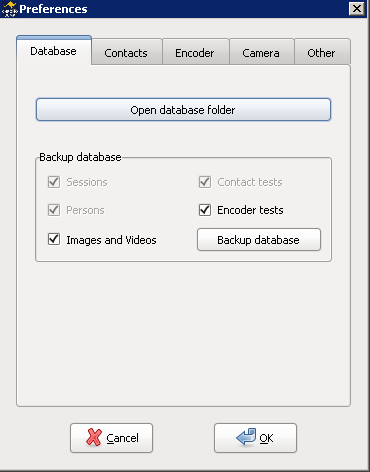 Preferences
Database Contacts Encoder Camera Other
Open database folder
Backup database
Sessions Contact tests
Persons Encoder tests
Images and Videos Backup database
Cancel OK